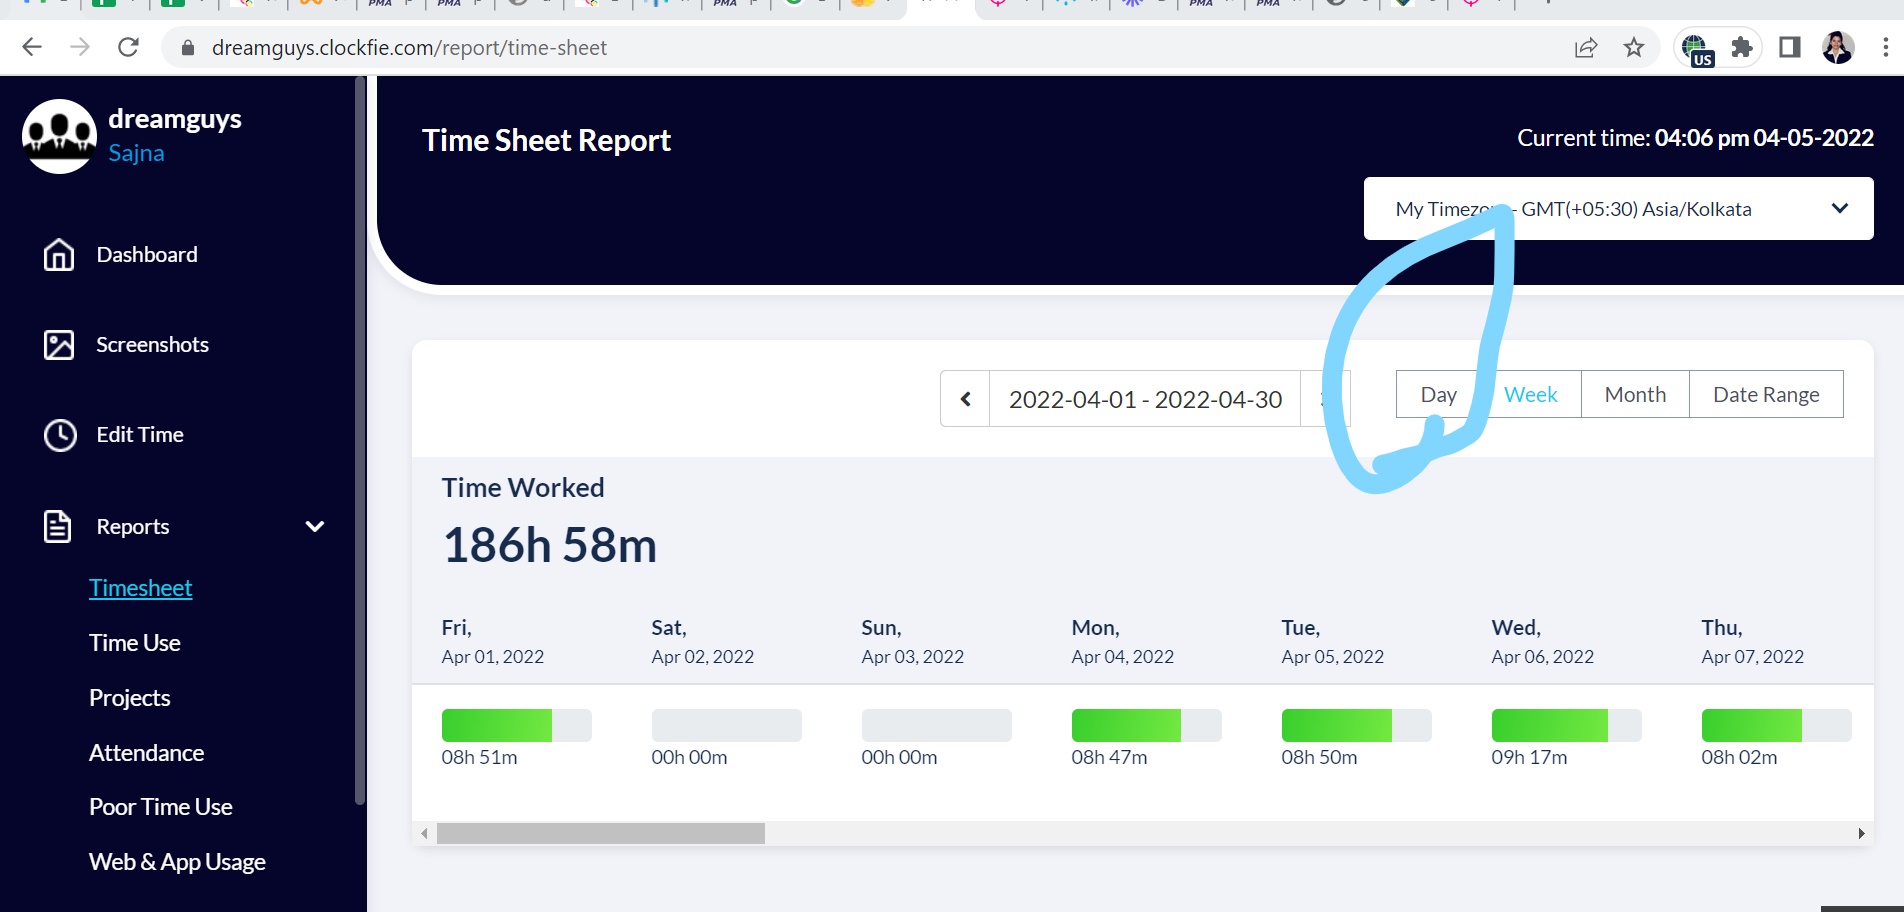 dreamguys.clockfie.com/report/time-sheet
US
dreamguys
Sajna
Dashboard
Screenshots
Edit Time
Reports
Timesheet
Time Use
Projects
Attendance
Poor Time Use
Web & App Usage
Time Sheet Report
Current time: 04:06 pm 04-05-2022
My Timezone - GMT(+05:30) Asia/Kolkata
2022-04-01 - 2022-04-30
Day Week Month Date Range
Time Worked
186h 58m
Fri, Sat, Sun, Mon, Tue, Wed, Thu,
Apr 01, 2022 Apr 02, 2022 Apr 03, 2022 Apr 04, 2022 Apr 05, 2022 Apr 06, 2022 Apr 07, 2022
08h 51m 00h 00m 00h 00m 08h 47m 08h 50m 09h 17m 08h 02m